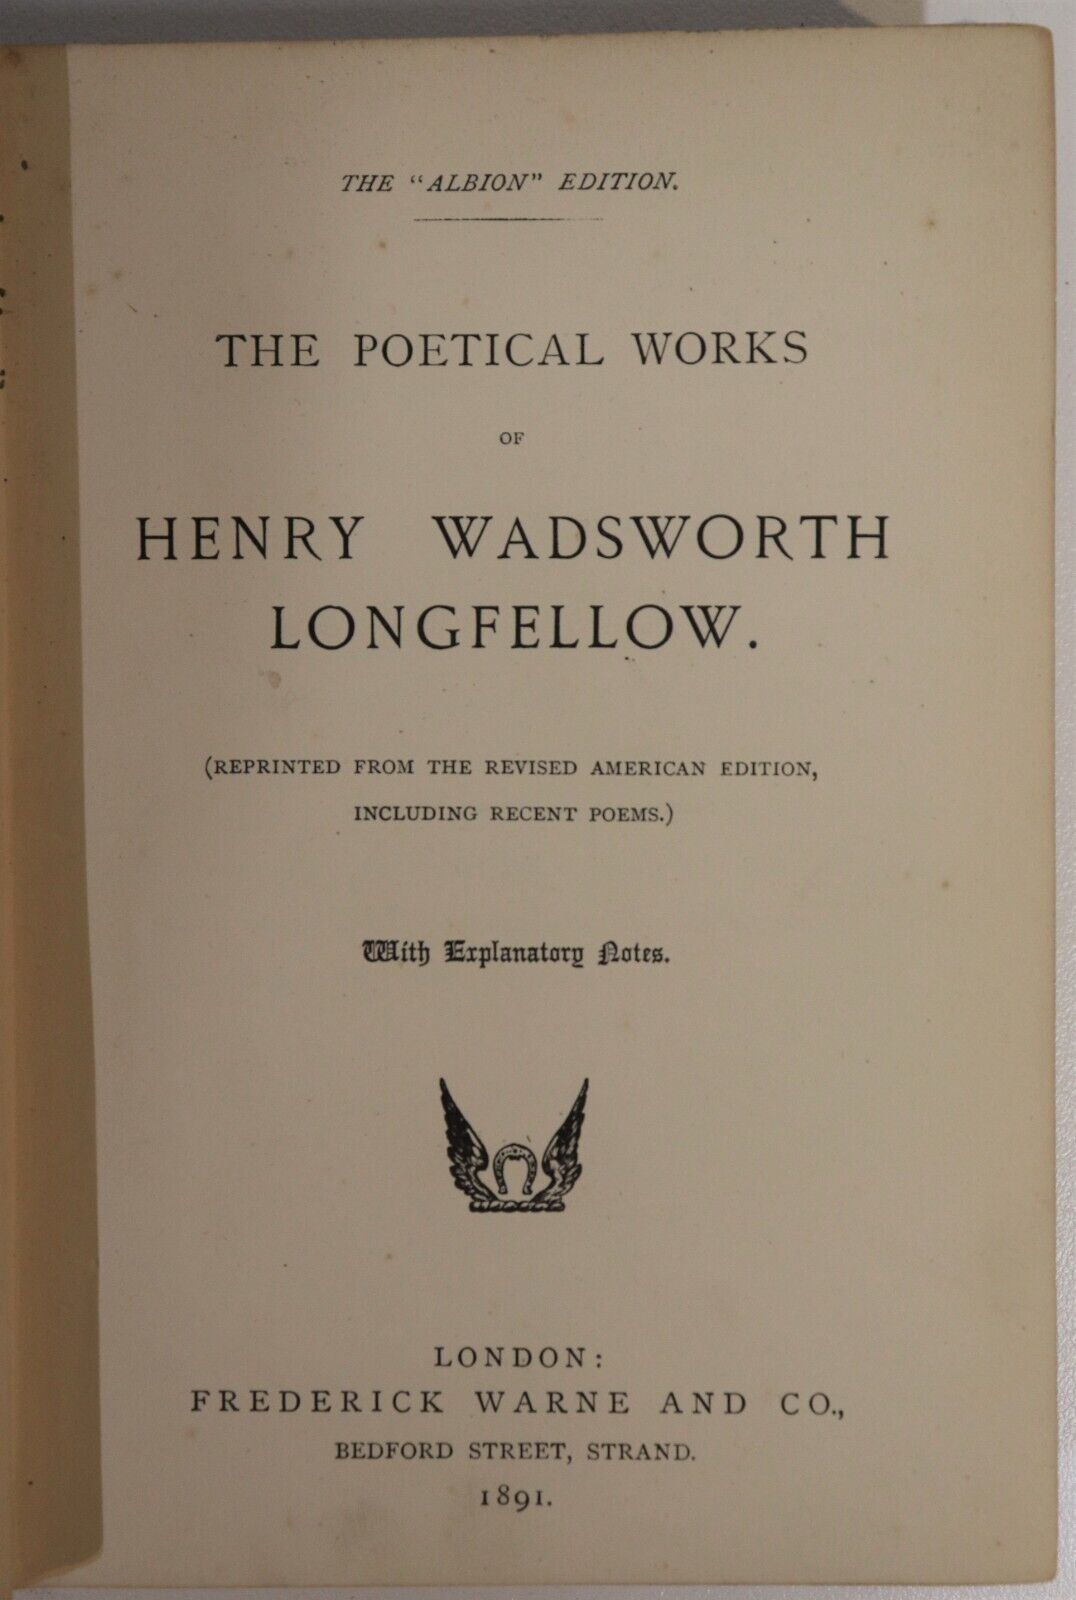 THE “ALBION” EDITION.
THE POETICAL WORKS
OF
HENRY WADSWORTH
LONGFELLOW.
(REPRINTED FROM THE REVISED AMERICAN EDITION,
INCLUDING RECENT POEMS.)
With Explanatory Notes.
LONDON:
FREDERICK WARNE AND CO.,
BEDFORD STREET, STRAND.
1891.